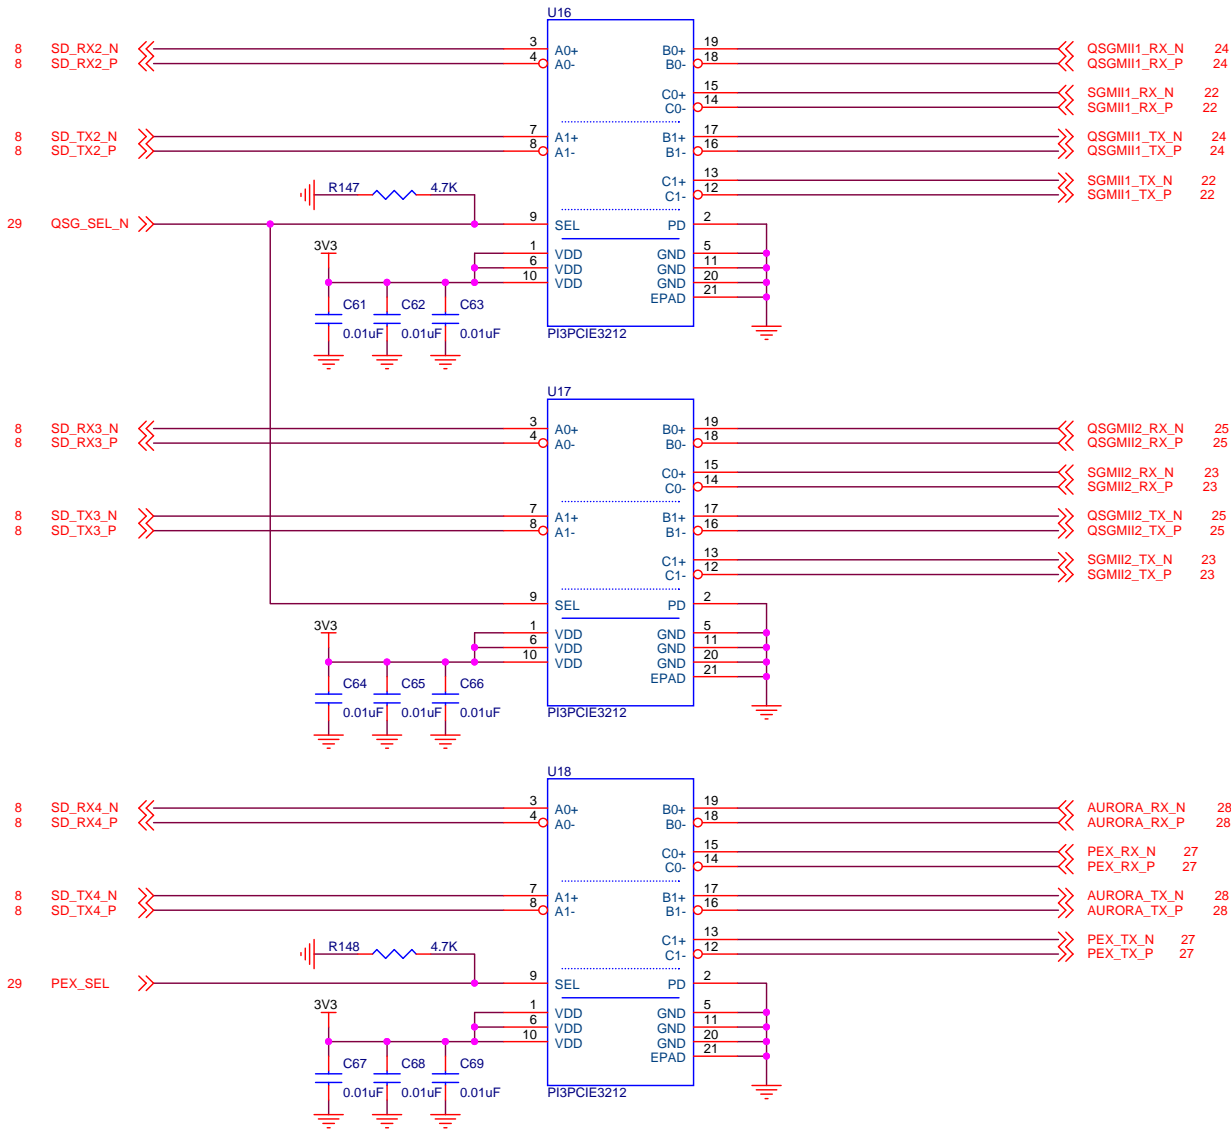 U16
8 SD_RX2_N 3 A0+ B0+ 19 QSGMII1_RX_N 24
8 SD_RX2_P 4 A0- B0- 18 QSGMII1_RX_P 24
C0+ 15 SGMII1_RX_N 22
C0- 14 SGMII1_RX_P 22
8 SD_TX2_N 7 A1+ B1+ 17 QSGMII1_TX_N 24
8 SD_TX2_P 8 A1- B1- 16 QSGMII1_TX_P 24
C1+ 13 SGMII1_TX_N 22
R147 4.7K C1- 12 SGMII1_TX_P 22
29 QSG_SEL_N 9 SEL PD 2
3V3 1 VDD GND 5
6 VDD GND 11
10 VDD GND 20
EPAD 21
C61 C62 C63
0.01uF 0.01uF 0.01uF
PI3PCIE3212
U17
8 SD_RX3_N 3 A0+ B0+ 19 QSGMII2_RX_N 25
8 SD_RX3_P 4 A0- B0- 18 QSGMII2_RX_P 25
C0+ 15 SGMII2_RX_N 23
C0- 14 SGMII2_RX_P 23
8 SD_TX3_N 7 A1+ B1+ 17 QSGMII2_TX_N 25
8 SD_TX3_P 8 A1- B1- 16 QSGMII2_TX_P 25
C1+ 13 SGMII2_TX_N 23
C1- 12 SGMII2_TX_P 23
9 SEL PD 2
3V3 1 VDD GND 5
6 VDD GND 11
10 VDD GND 20
EPAD 21
C64 C65 C66
0.01uF 0.01uF 0.01uF
PI3PCIE3212
U18
8 SD_RX4_N 3 A0+ B0+ 19 AURORA_RX_N 28
8 SD_RX4_P 4 A0- B0- 18 AURORA_RX_P 28
C0+ 15 PEX_RX_N 27
C0- 14 PEX_RX_P 27
8 SD_TX4_N 7 A1+ B1+ 17 AURORA_TX_N 28
8 SD_TX4_P 8 A1- B1- 16 AURORA_TX_P 28
C1+ 13 PEX_TX_N 27
R148 4.7K C1- 12 PEX_TX_P 27
29 PEX_SEL 9 SEL PD 2
3V3 1 VDD GND 5
6 VDD GND 11
10 VDD GND 20
EPAD 21
C67 C68 C69
0.01uF 0.01uF 0.01uF
PI3PCIE3212